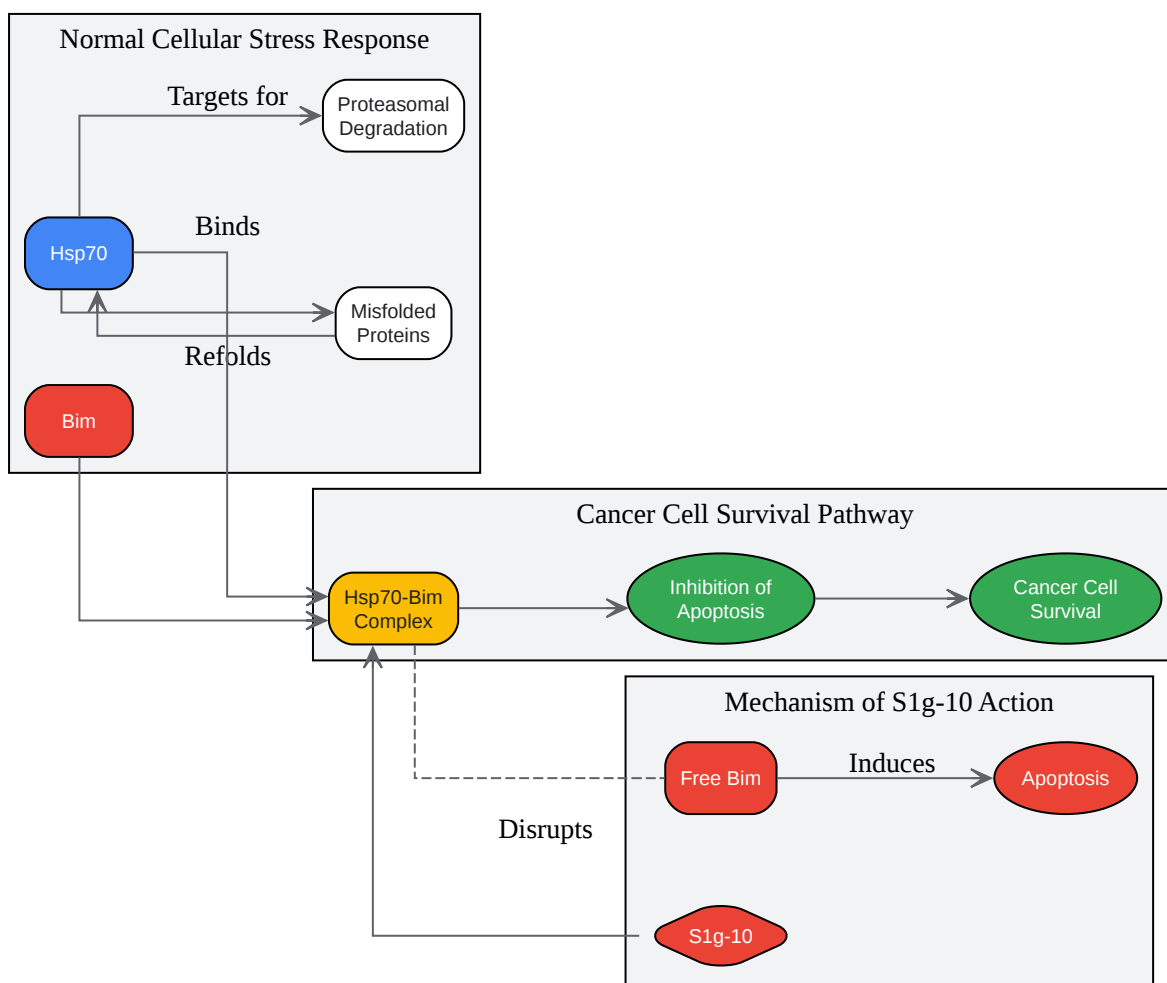 Normal Cellular Stress Response
Targets for
Proteasomal
Degradation
Binds
Hsp70
Misfolded
Proteins
Refolds
Bim
Cancer Cell Survival Pathway
Hsp70-Bim
Complex
Inhibition of
Apoptosis
Cancer Cell
Survival
Mechanism of S1g-10 Action
Free Bim
Induces
Apoptosis
Disrupts
S1g-10